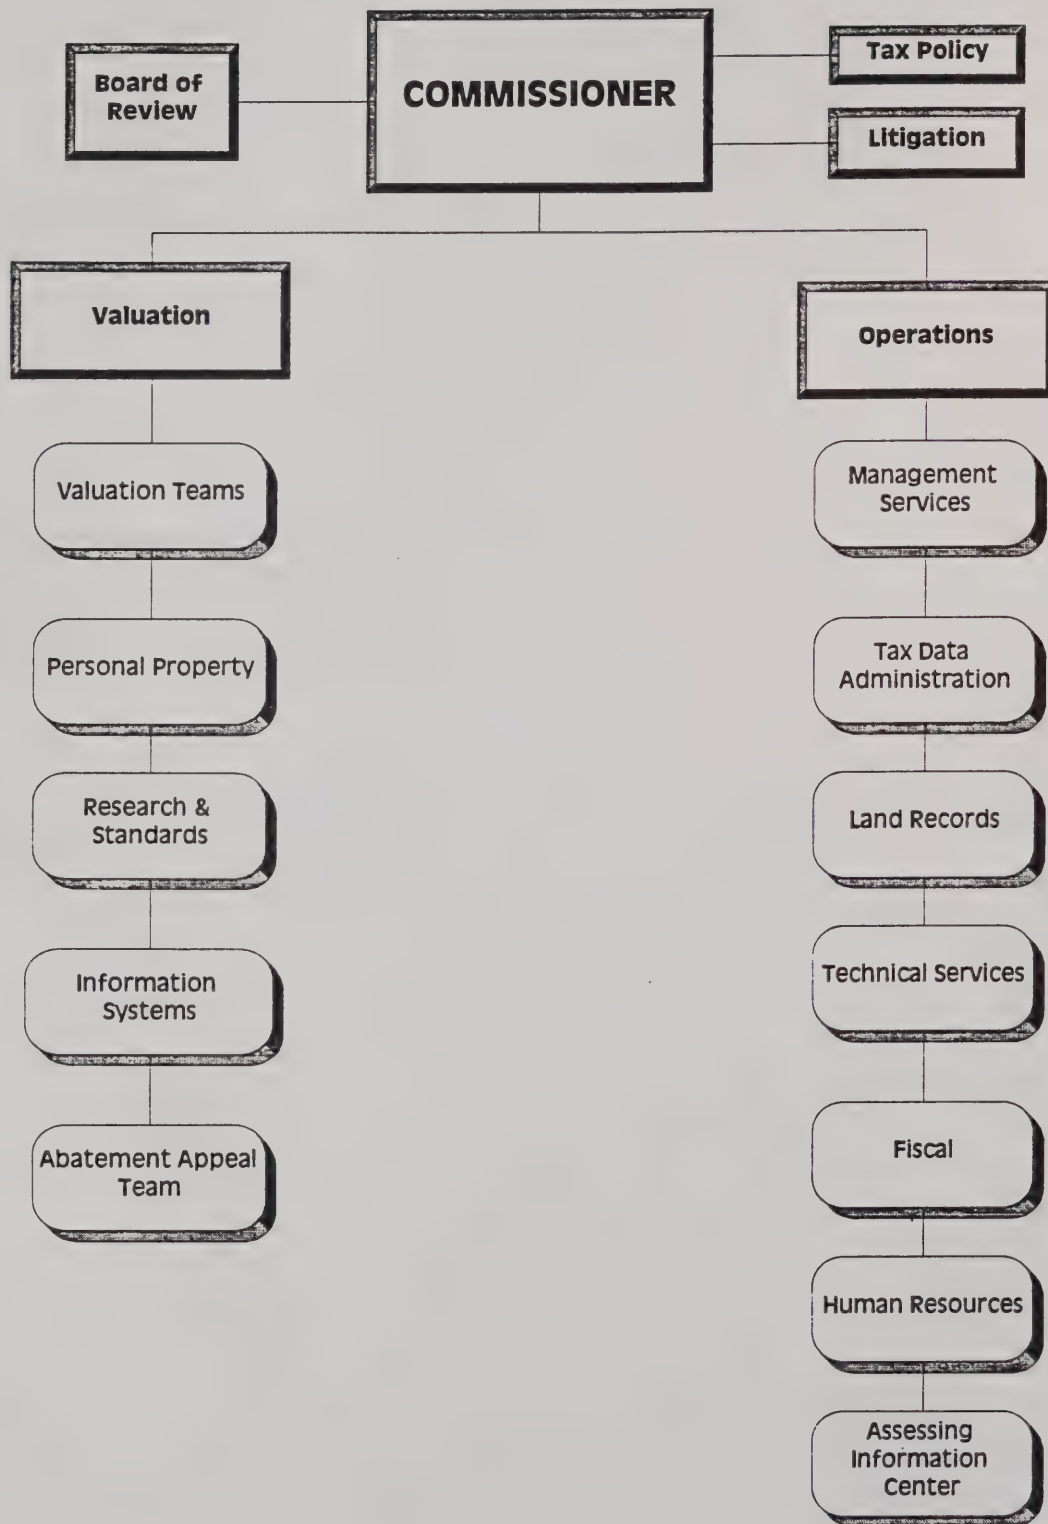 Board of
Review
COMMISSIONER
Tax Policy
Litigation
Valuation
Valuation Teams
Personal Property
Research &
Standards
Information
Systems
Abatement Appeal
Team
Operations
Management
Services
Tax Data
Administration
Land Records
Technical Services
Fiscal
Human Resources
Assessing
Information
Center